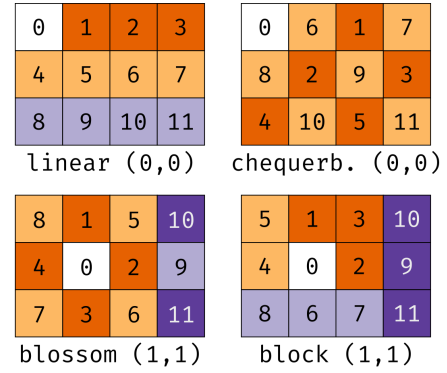 0 1 2 3
4 5 6 7
8 9 10 11
linear (0,0)
0 6 1 7
8 2 9 3
4 10 5 11
chequerb. (0,0)
8 1 5 10
4 0 2 9
7 3 6 11
blossom (1,1)
5 1 3 10
4 0 2 9
8 6 7 11
block (1,1)